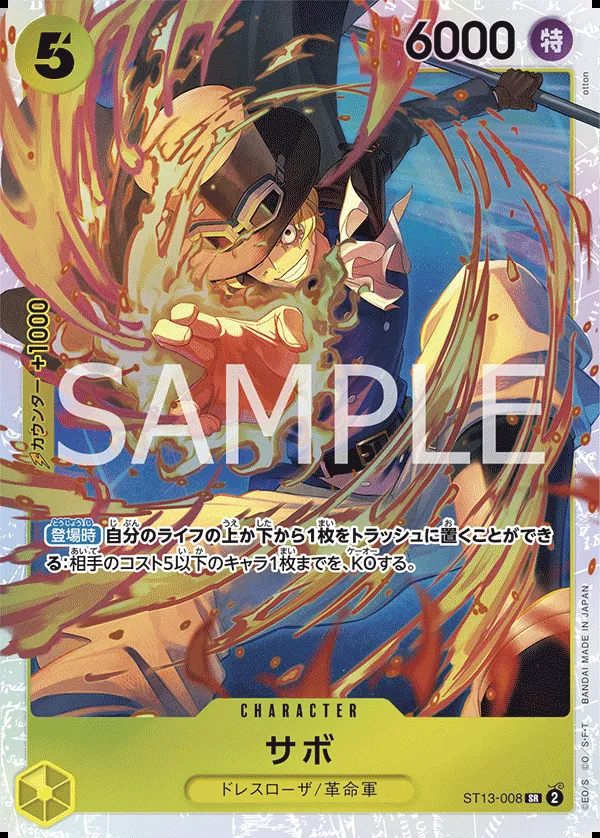 5
6000
特
otton
カウンター +1000
SAMPLE
登場時 自分のライフの上か下から1枚をトラッシュに置くことができ
る:相手のコスト5以下のキャラ1枚までを、KOする。
©E.O/S ©O/S・F・T BANDAI MADE IN JAPAN
CHARACTER
サボ
ドレスローザ/革命軍
ST13-008 SR 2